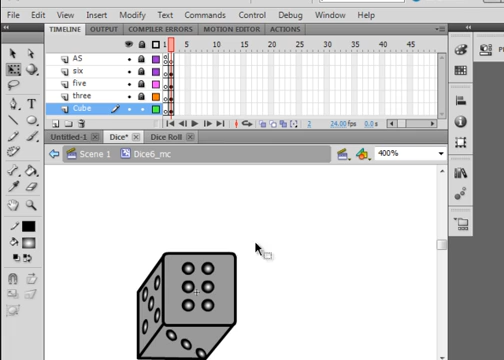 File Edit View Insert Modify Text Commands Control Debug Window Help
TIMELINE OUTPUT COMPILER ERRORS MOTION EDITOR ACTIONS
5 10 15 20 25 30 35 40 45
AS
six
five
three
Cube
2 24.00 fps 0.0 s
Untitled-1 Dice* Dice Roll
Scene 1 Dice6_mc 400%